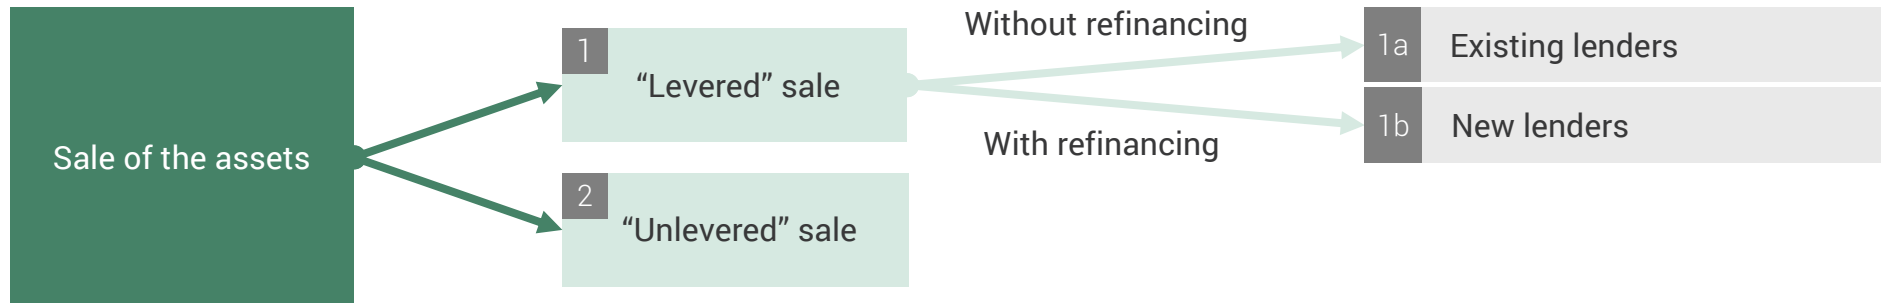 Sale of the assets
1
“Levered” sale
2
“Unlevered” sale
Without refinancing
With refinancing
1a
Existing lenders
1b
New lenders